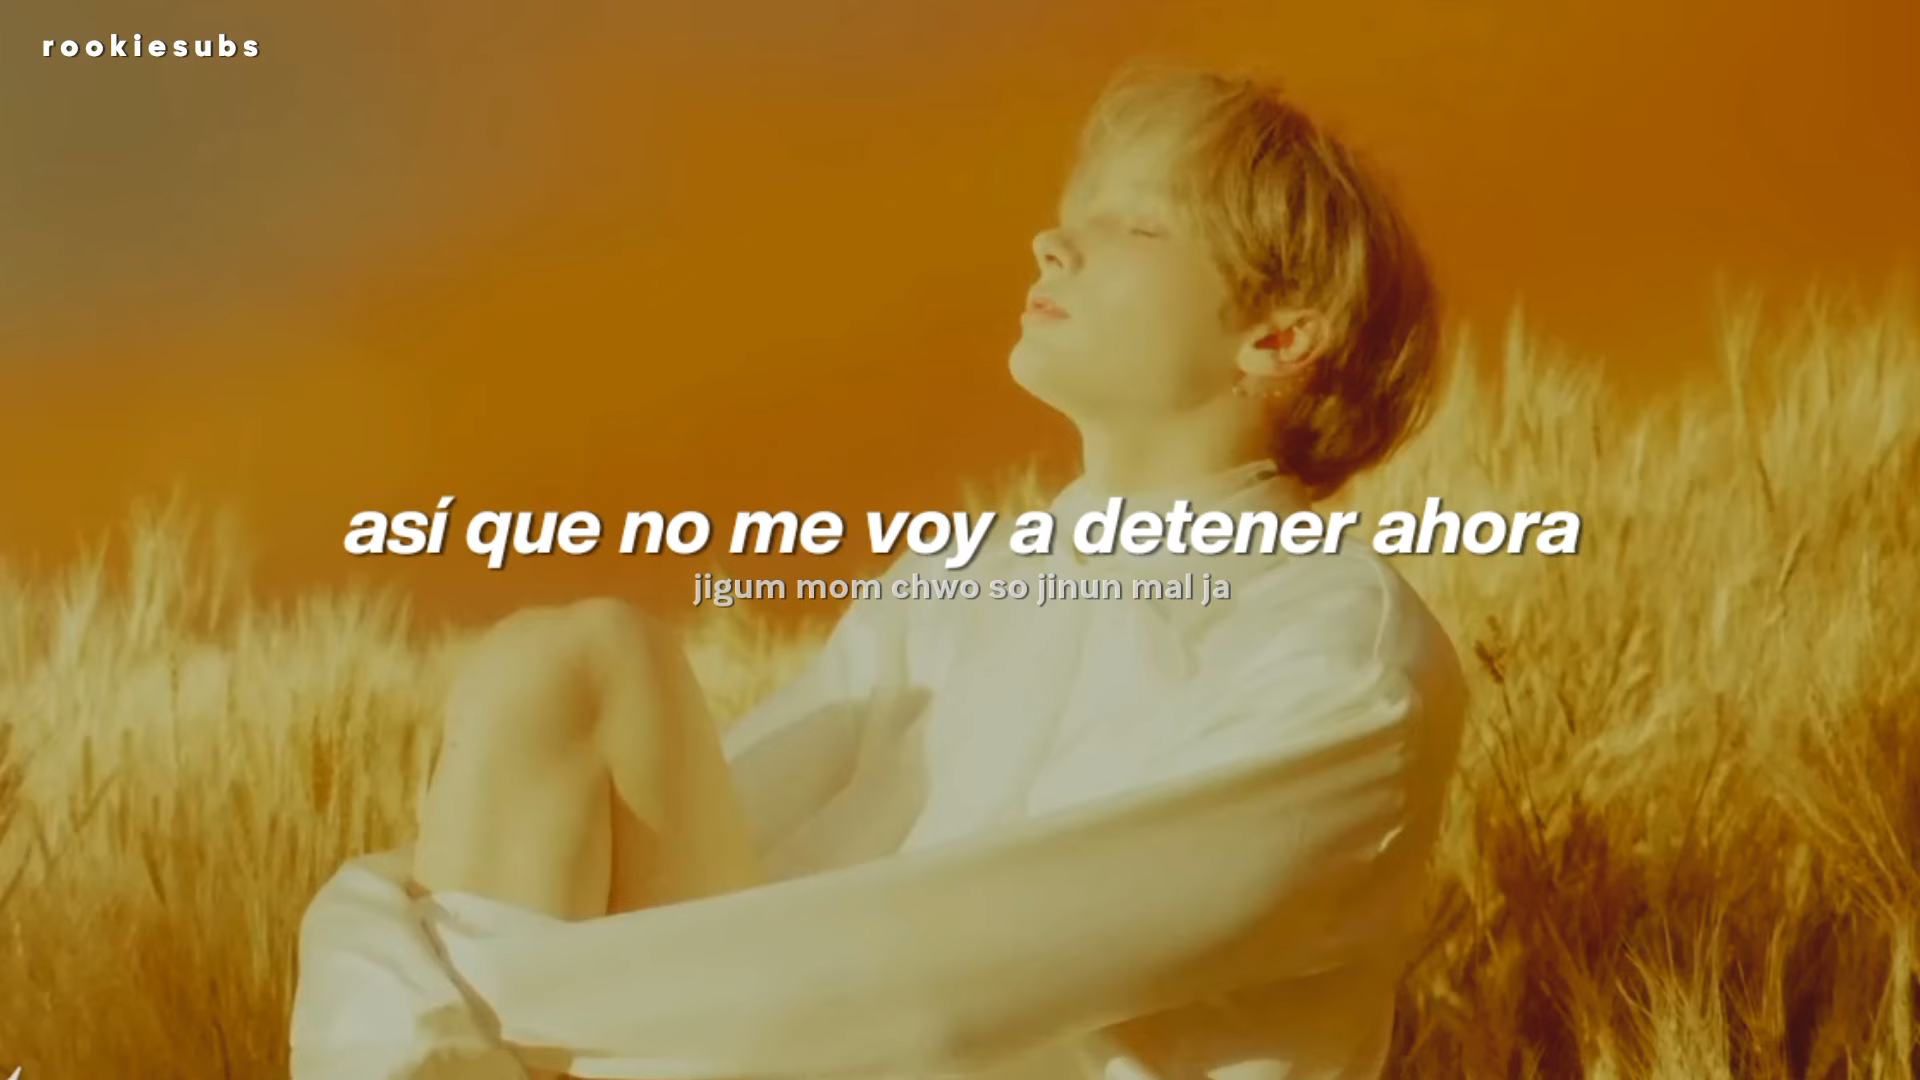 rookiesubs
así que no me voy a detener ahora
jigum mom chwo so jinun mal ja